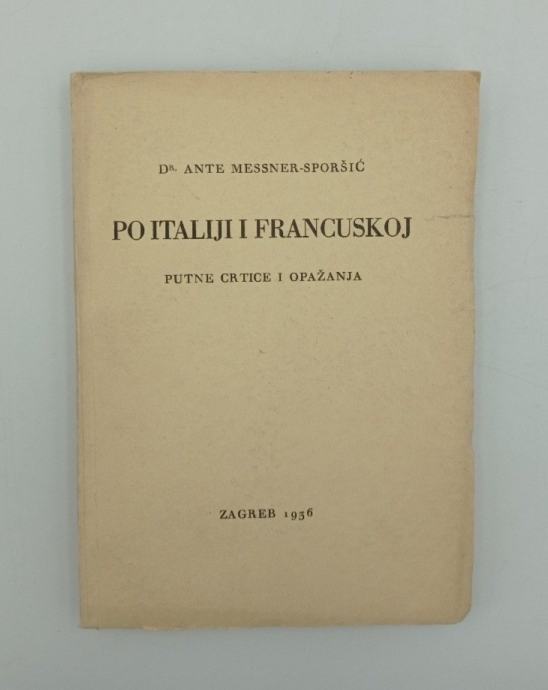 Dr. ANTE MESSNER-SPORŠIĆ
PO ITALIJI I FRANCUSKOJ
PUTNE CRTICE I OPAŽANJA
ZAGREB 1936